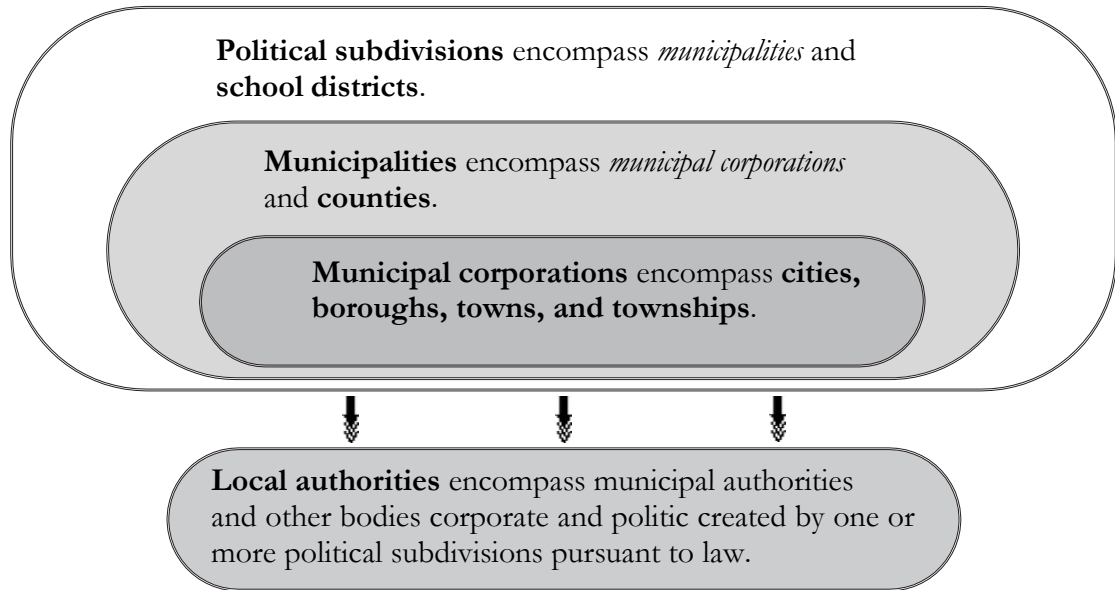 Political subdivisions encompass municipalities and
school districts.
Municipalities encompass municipal corporations
and counties.
Municipal corporations encompass cities,
boroughs, towns, and townships.
Local authorities encompass municipal authorities
and other bodies corporate and politic created by one or
more political subdivisions pursuant to law.